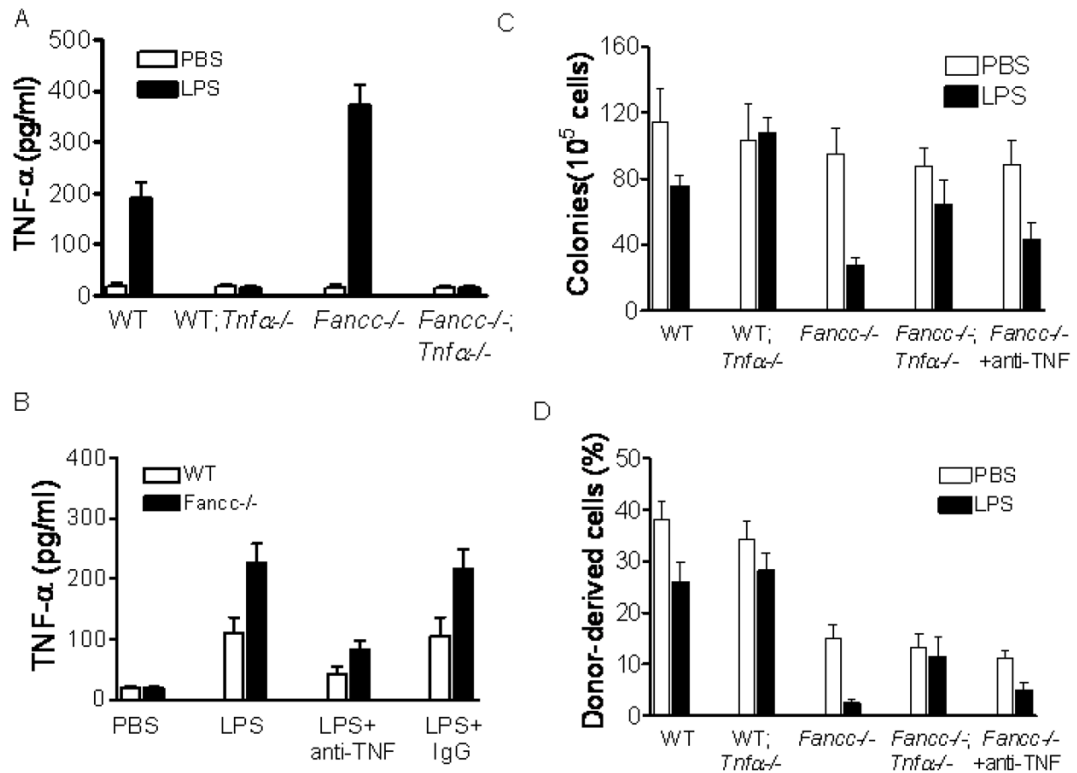 A
TNF-α (pg/ml)
500
400
300
200
100
0
PBS
LPS
WT
WT;Tnfα-/-
Fancc-/-
Fancc-/-;
Tnfα-/-
B
TNF-α (pg/ml)
400
300
200
100
0
WT
Fancc-/-
PBS
LPS
LPS+
anti-TNF
LPS+
IgG
C
Colonies(10⁵ cells)
160
120
80
40
0
PBS
LPS
WT
WT;
Tnfα-/-
Fancc-/-
Fancc-/-;
Tnfα-/-
Fancc-/-
+anti-TNF
D
Donor-derived cells (%)
50
40
30
20
10
0
PBS
LPS
WT
WT;
Tnfα-/-
Fancc-/-
Fancc-/-;
Tnfα-/-
Fancc-/-
+anti-TNF